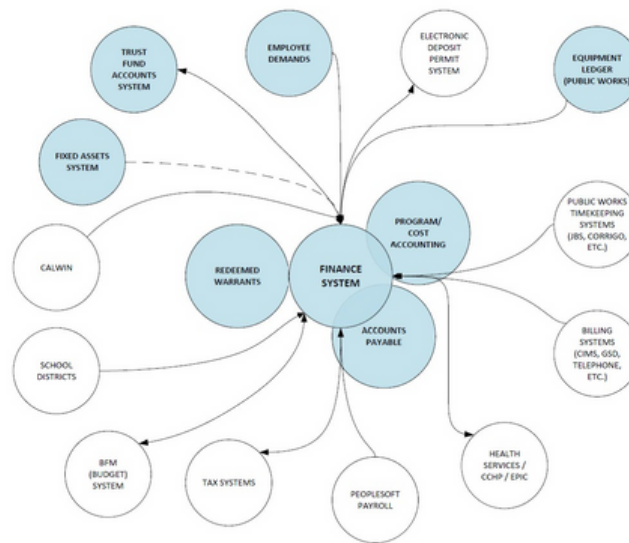 TRUST
FUND
ACCOUNTS
SYSTEM
EMPLOYEE
DEMANDS
ELECTRONIC
DEPOSIT
PERMIT
SYSTEM
EQUIPMENT
LEDGER
(PUBLIC WORKS)
FIXED ASSETS
SYSTEM
PUBLIC WORKS
TIMEKEEPING
SYSTEMS
(JBS, CORRIGO,
ETC.)
PROGRAM/
COST
ACCOUNTING
CALWIN
REDEEMED
WARRANTS
FINANCE
SYSTEM
ACCOUNTS
PAYABLE
BILLING
SYSTEMS
(CIMS, GSD,
TELEPHONE,
ETC.)
SCHOOL
DISTRICTS
BFM
(BUDGET)
SYSTEM
TAX SYSTEMS
PEOPLESOFT
PAYROLL
HEALTH
SERVICES /
CCHP / EPIC